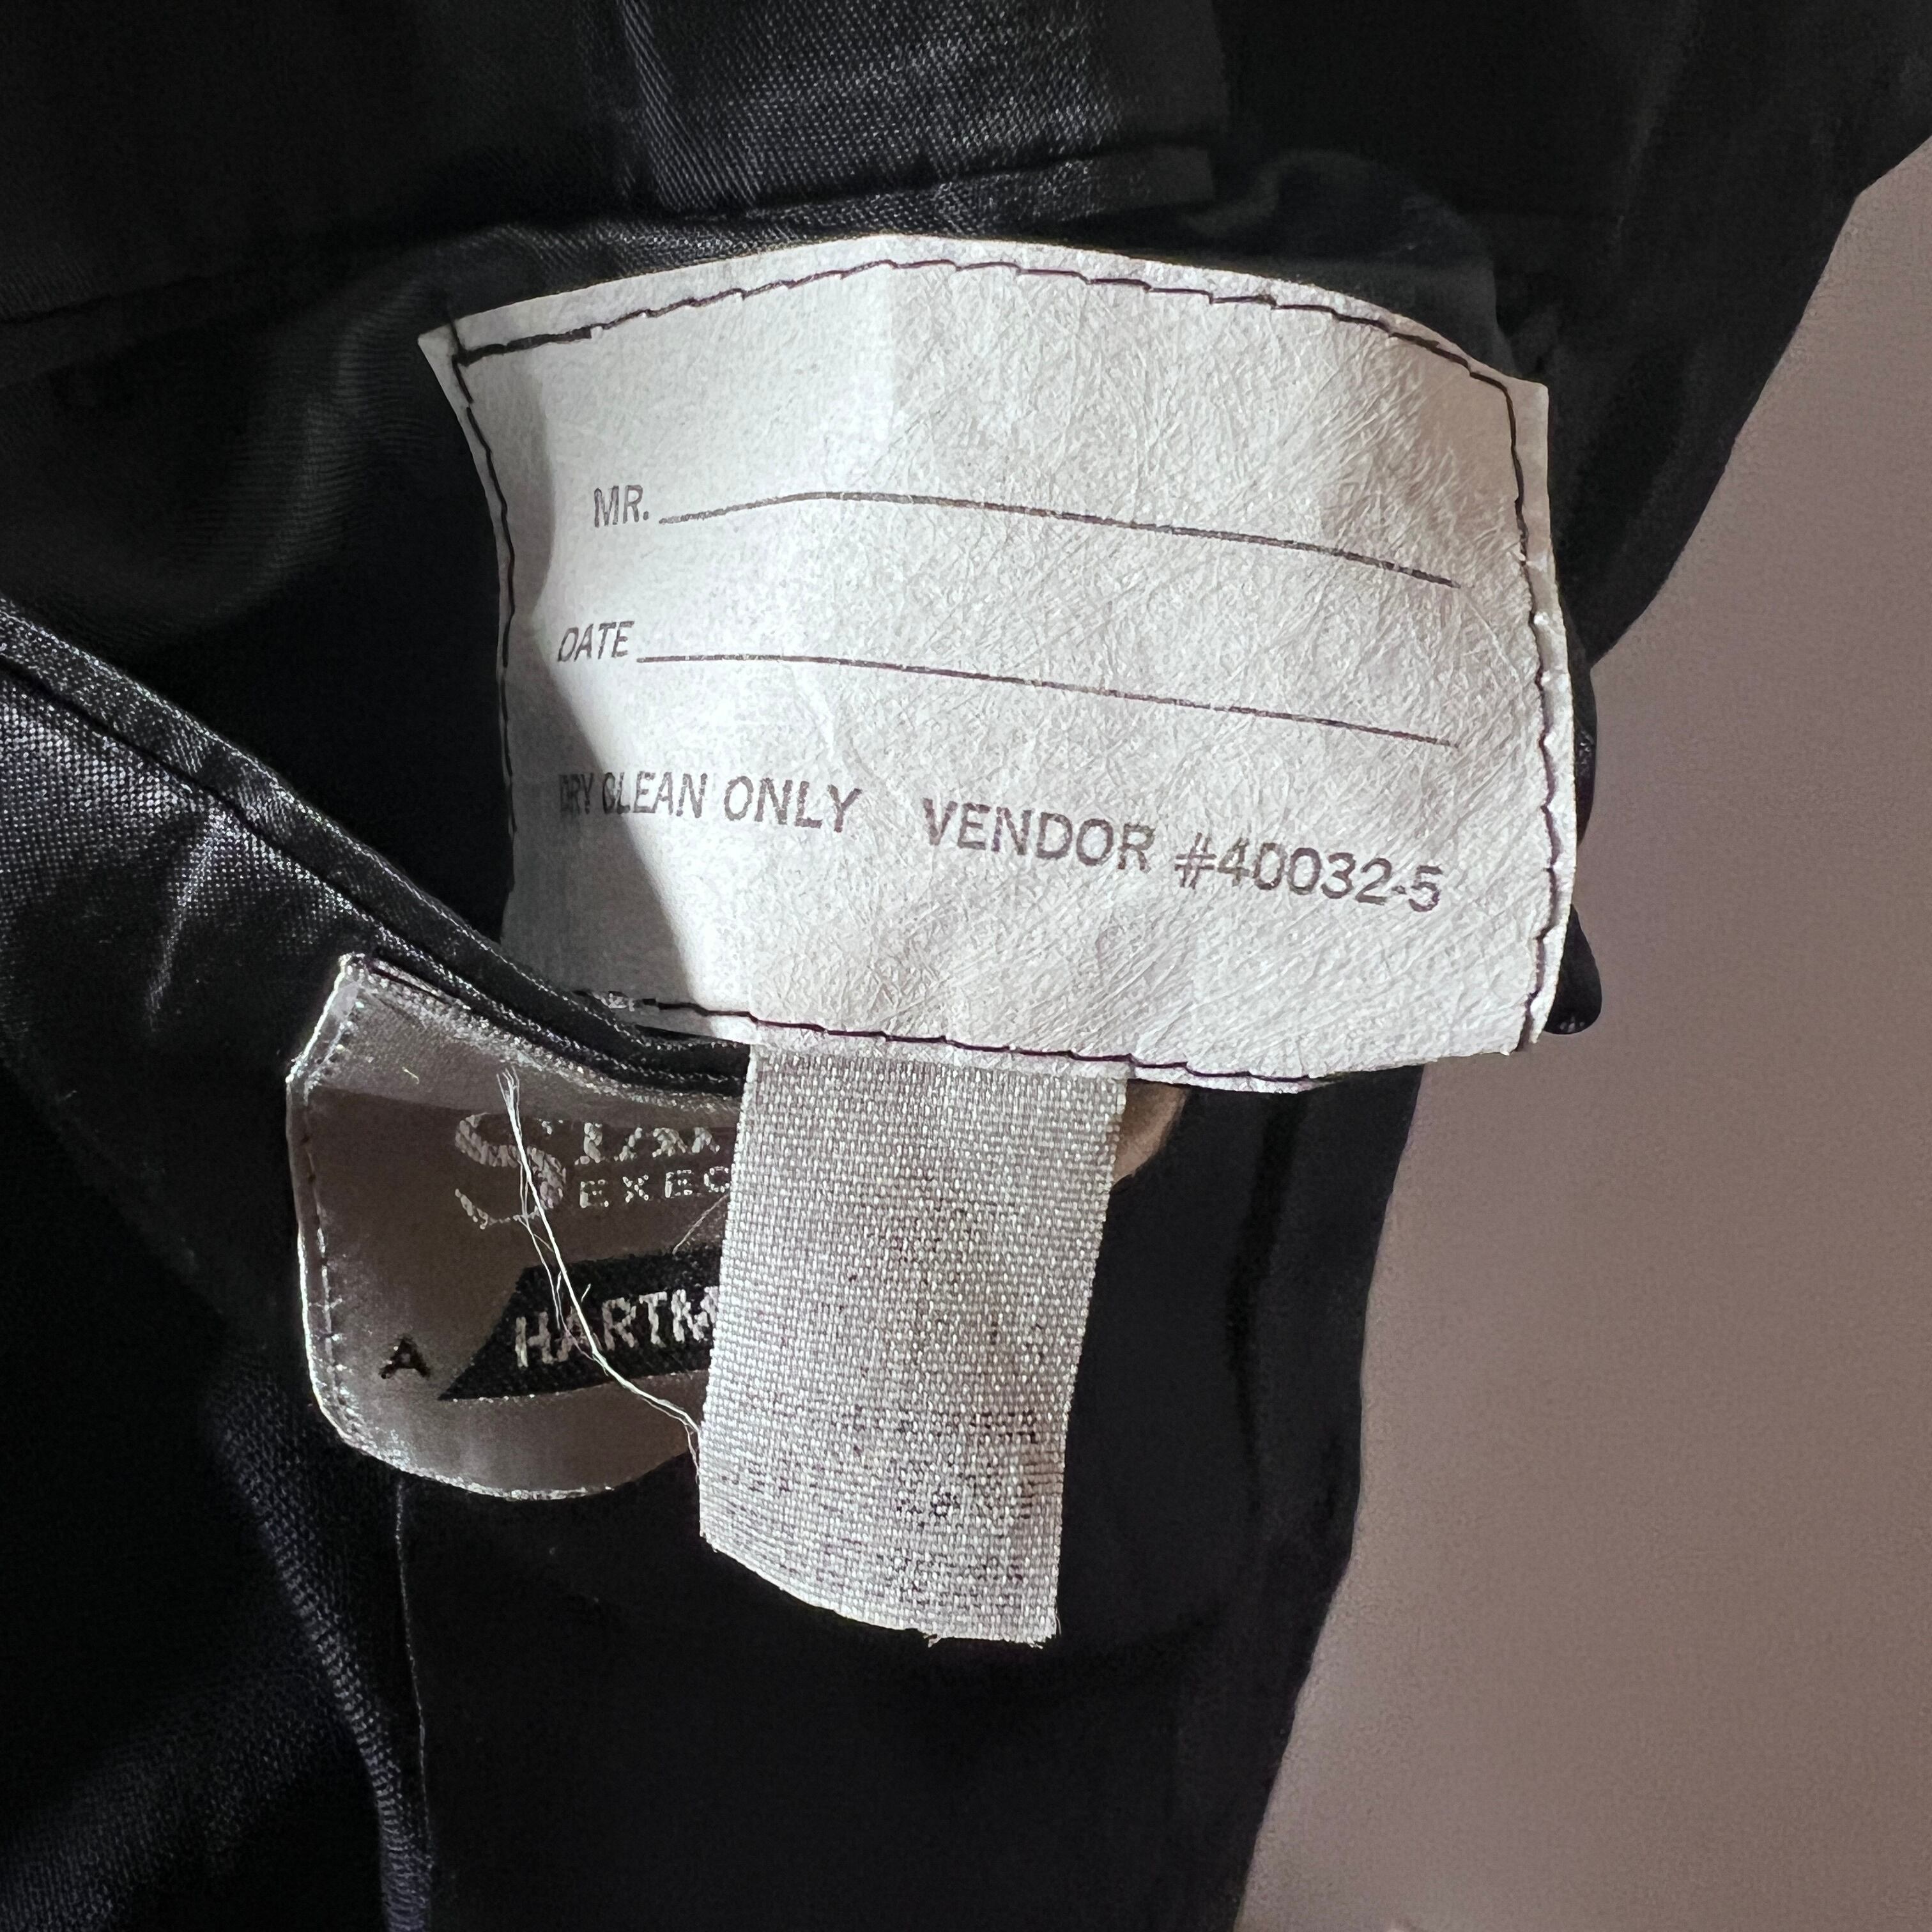 MR.
DATE
DRY CLEAN ONLY VENDOR #40032-5
EXEC
HARTM
A